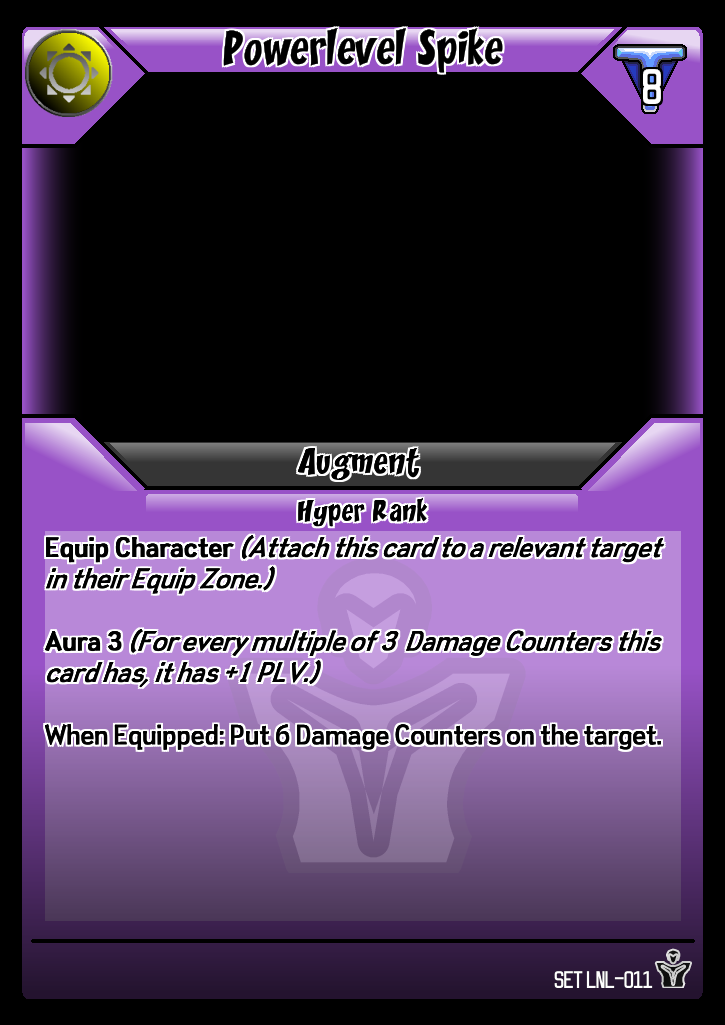 Powerlevel Spike
8
Augment
Hyper Rank
Equip Character (Attach this card to a relevant target
in their Equip Zone.)
Aura 3 (For every multiple of 3 Damage Counters this
card has, it has +1 PLV.)
When Equipped: Put 6 Damage Counters on the target.
SET LNL-011